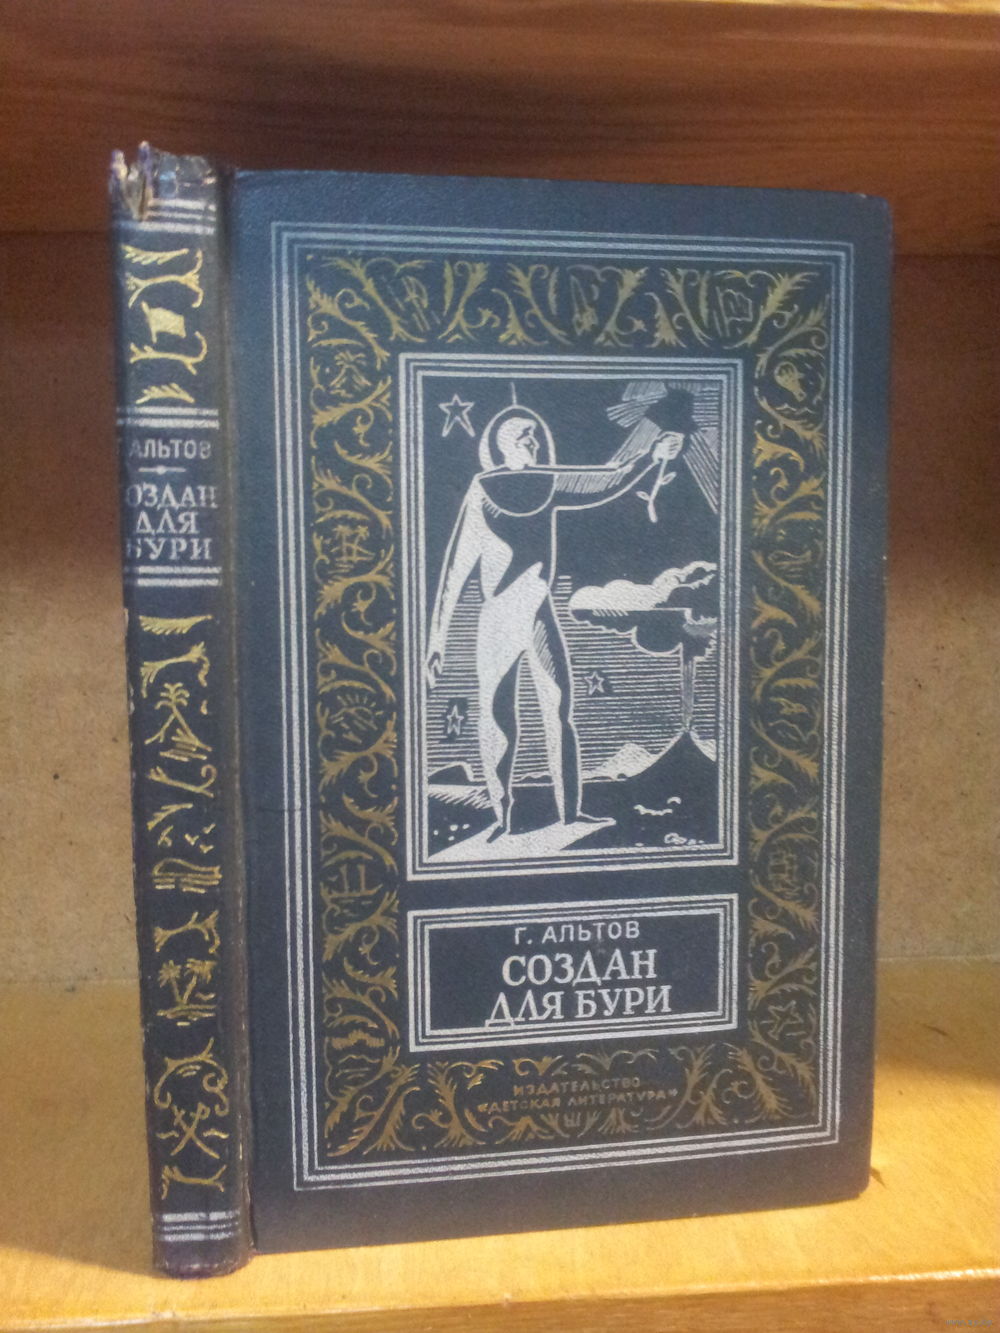 АЛЬТОВ
СОЗДАН
ДЛЯ
БУРИ
Г. АЛЬТОВ
СОЗДАН
ДЛЯ БУРИ
ИЗДАТЕЛЬСТВО
«ДЕТСКАЯ ЛИТЕРАТУРА»